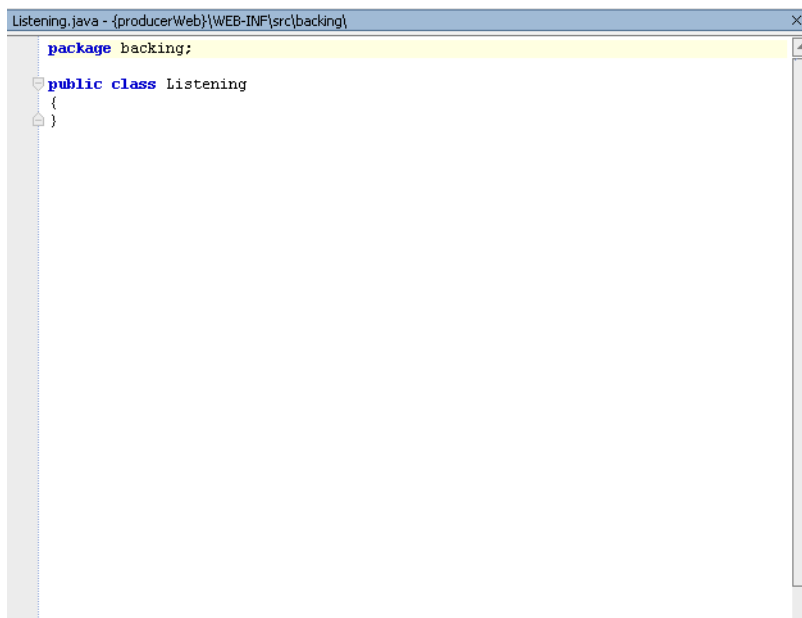 Listening.java - {producerWeb}\WEB-INF\src\backing\
package backing;
public class Listening
{
}